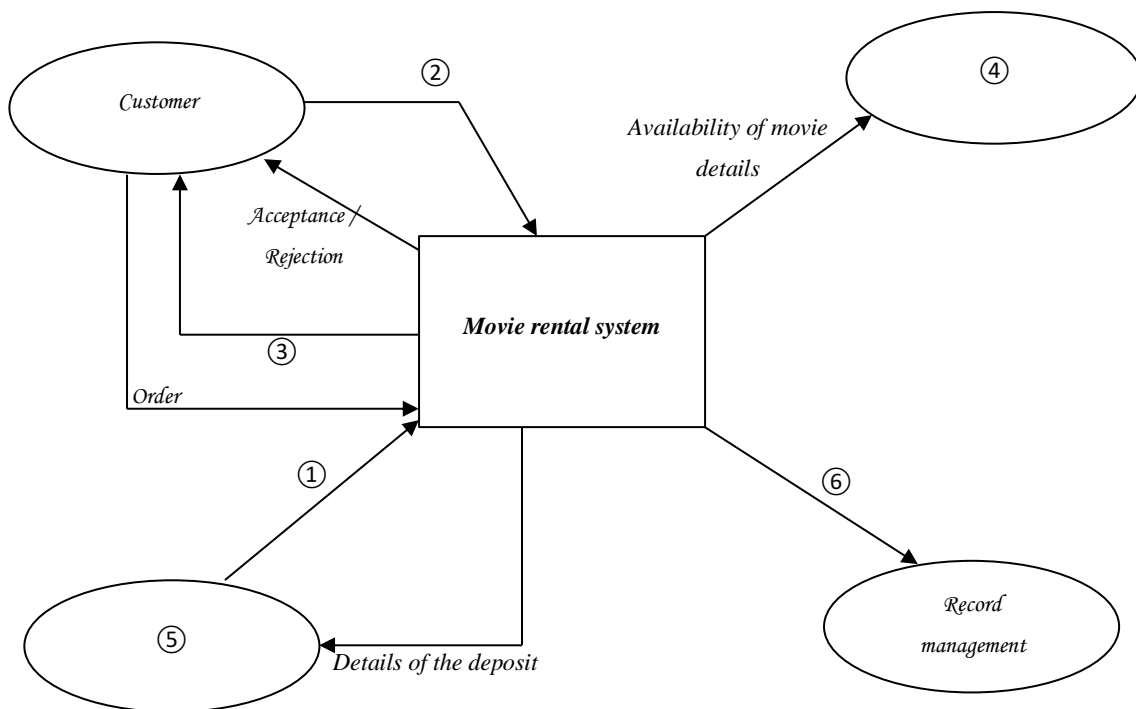 ②
④
Customer
Availability of movie
details
Acceptance /
Rejection
Movie rental system
③
Order
①
⑥
Record
management
⑤
Details of the deposit